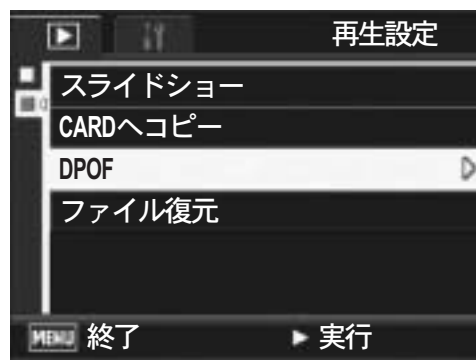 再生設定
スライドショー
CARDへコピー
DPOF
ファイル復元
MENU 終了 ▶ 実行